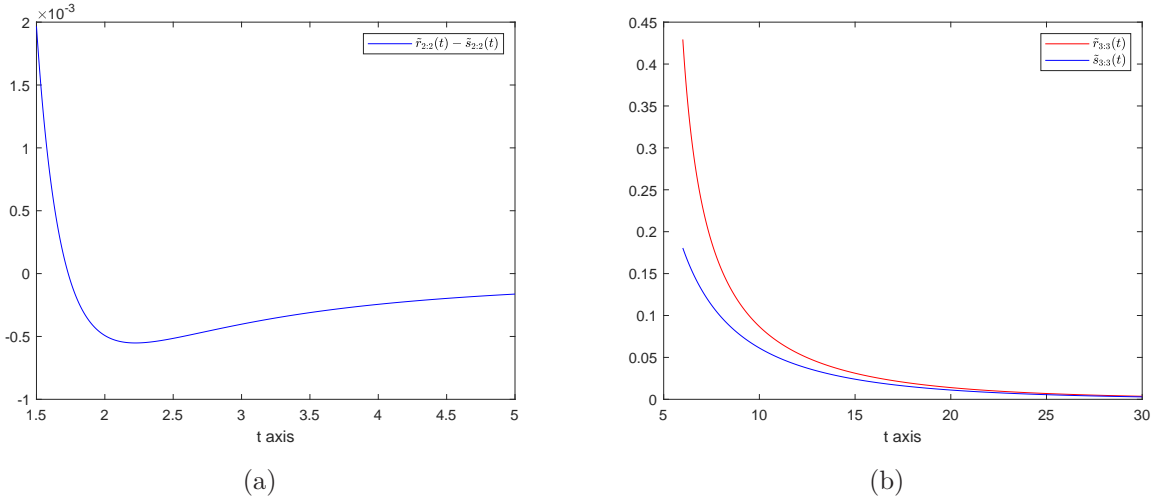 ×10⁻³
2
1.5
1
0.5
0
-0.5
-1
1.5 2 2.5 3 3.5 4 4.5 5
t axis
r̃₂:₂(t) − s̃₂:₂(t)
(a)
0.45
0.4
0.35
0.3
0.25
0.2
0.15
0.1
0.05
0
5 10 15 20 25 30
t axis
r̃₃:₃(t)
s̃₃:₃(t)
(b)